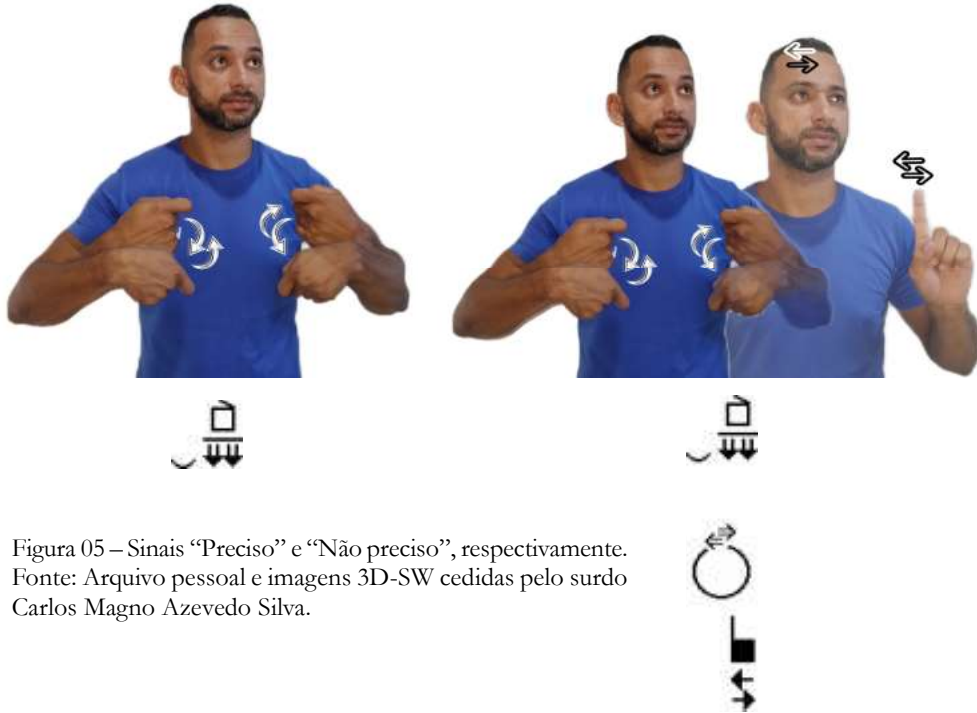 Figura 05 – Sinais “Preciso” e “Não preciso”, respectivamente.
Fonte: Arquivo pessoal e imagens 3D-SW cedidas pelo surdo
Carlos Magno Azevedo Silva.